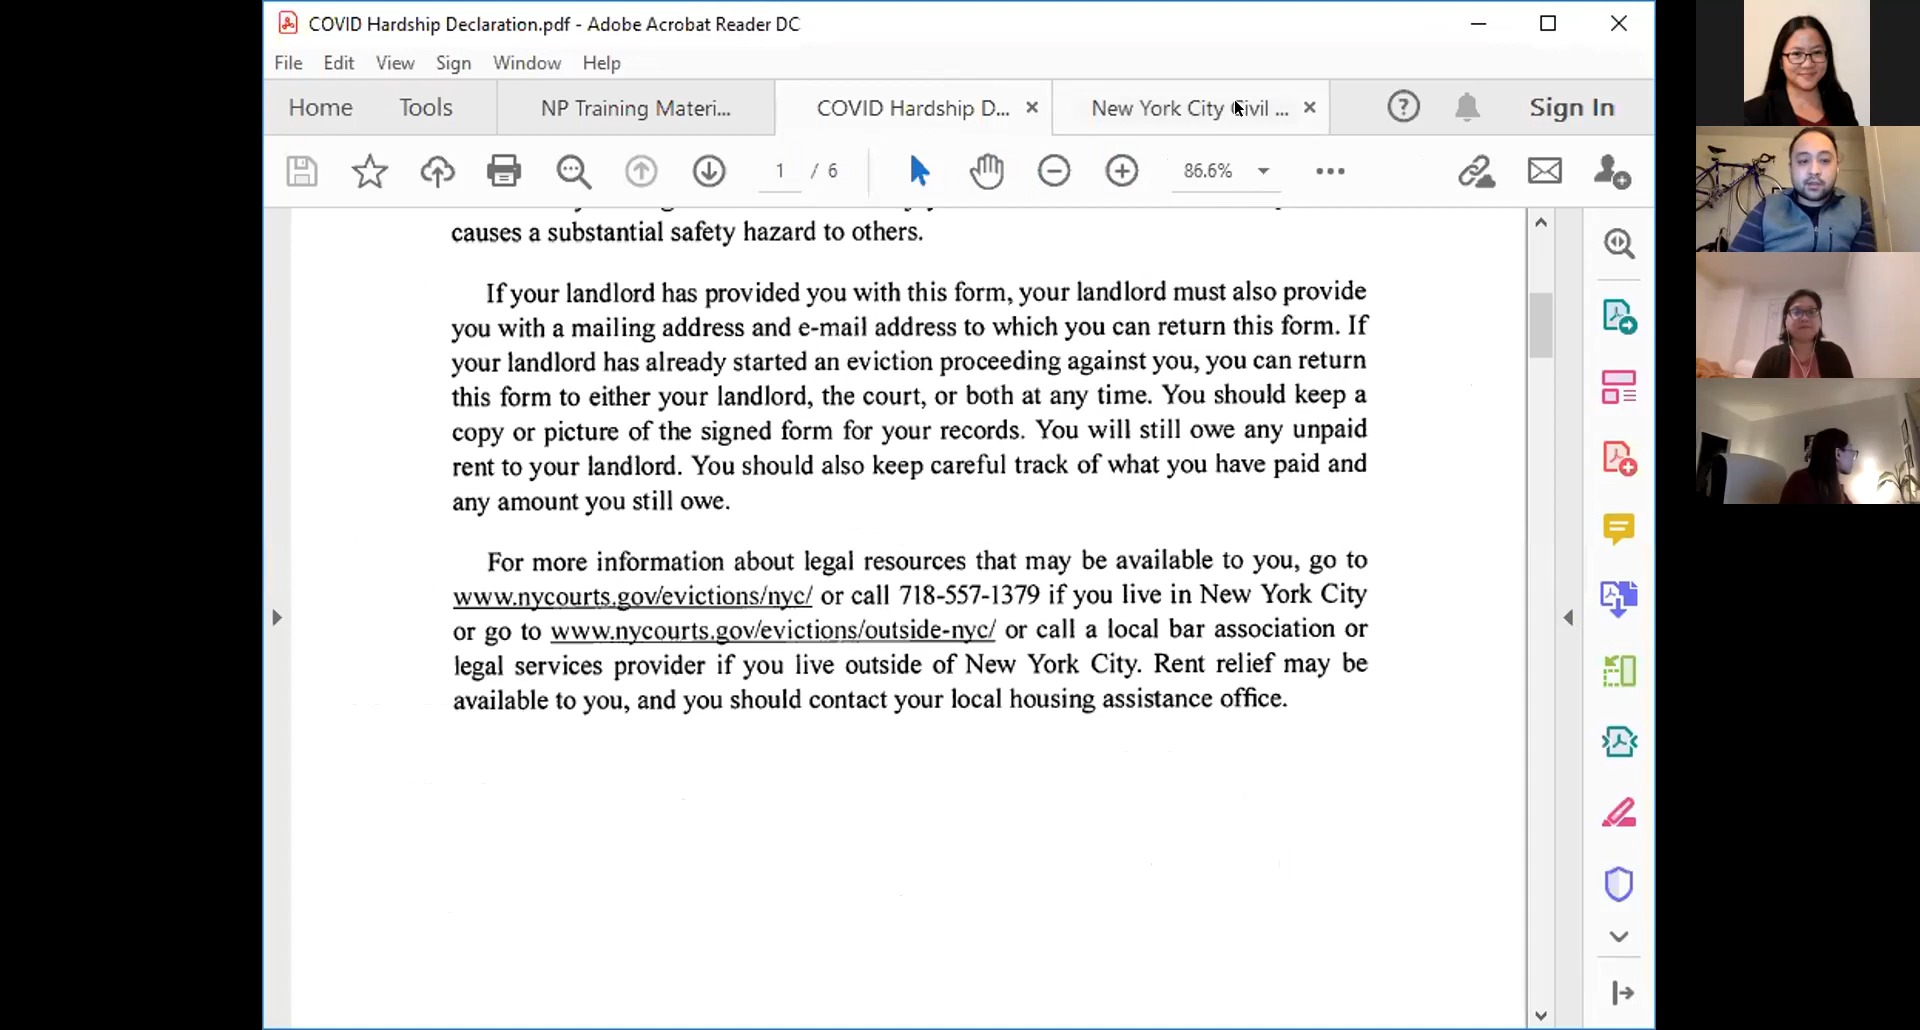 COVID Hardship Declaration.pdf - Adobe Acrobat Reader DC
File Edit View Sign Window Help
Home Tools NP Training Materi... COVID Hardship D... New York City Civil ... Sign In
1 / 6 86.6%
causes a substantial safety hazard to others.
If your landlord has provided you with this form, your landlord must also provide
you with a mailing address and e-mail address to which you can return this form. If
your landlord has already started an eviction proceeding against you, you can return
this form to either your landlord, the court, or both at any time. You should keep a
copy or picture of the signed form for your records. You will still owe any unpaid
rent to your landlord. You should also keep careful track of what you have paid and
any amount you still owe.
For more information about legal resources that may be available to you, go to
www.nycourts.gov/evictions/nyc/ or call 718-557-1379 if you live in New York City
or go to www.nycourts.gov/evictions/outside-nyc/ or call a local bar association or
legal services provider if you live outside of New York City. Rent relief may be
available to you, and you should contact your local housing assistance office.